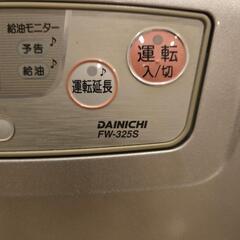 給油モニター
予告
給油
運転延長
運転
入/切
DAINICHI
FW-325S